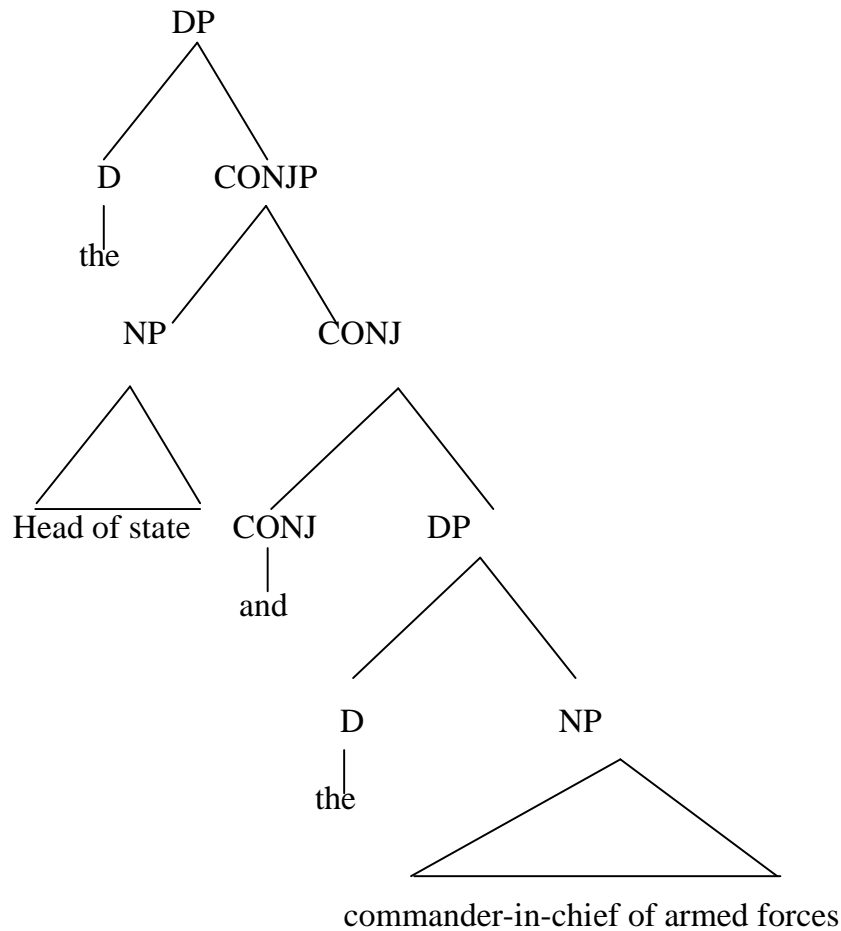 DP
D CONJP
the
NP CONJ
Head of state CONJ DP
and
D NP
the
commander-in-chief of armed forces